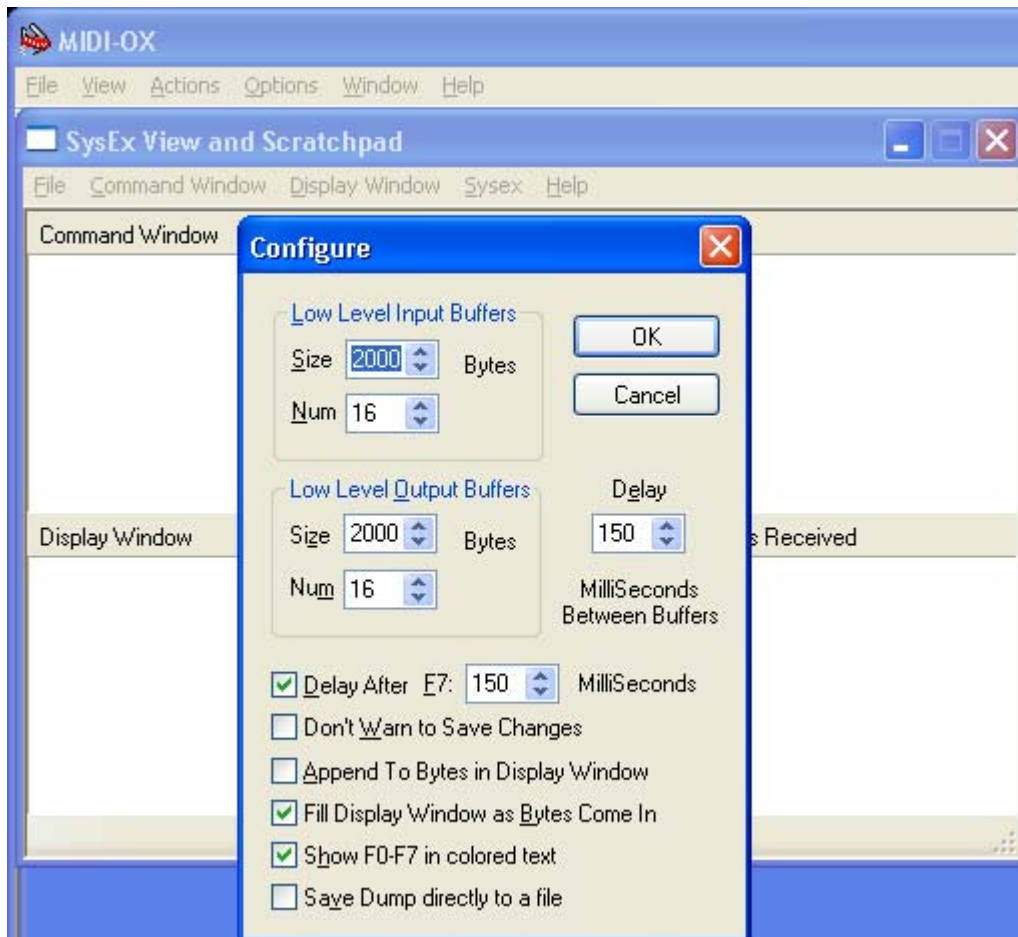 MIDI-OX
File View Actions Options Window Help
SysEx View and Scratchpad
File Command Window Display Window Sysex Help
Command Window
Configure
Low Level Input Buffers
Size 2000 Bytes
Num 16
OK
Cancel
Low Level Output Buffers
Size 2000 Bytes
Num 16
Delay
150
MilliSeconds
Between Buffers
Display Window
s Received
Delay After F7: 150 MilliSeconds
Don't Warn to Save Changes
Append To Bytes in Display Window
Fill Display Window as Bytes Come In
Show F0-F7 in colored text
Save Dump directly to a file